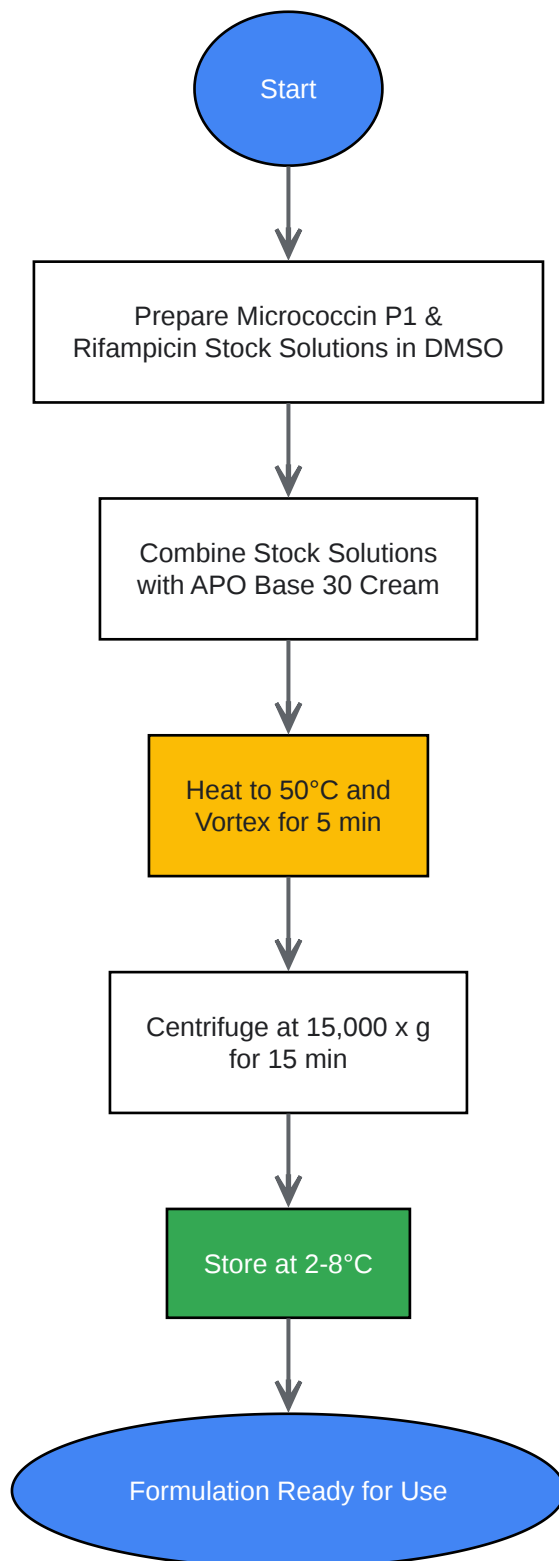 Start
Prepare Micrococcin P1 &
Rifampicin Stock Solutions in DMSO
Combine Stock Solutions
with APO Base 30 Cream
Heat to 50°C and
Vortex for 5 min
Centrifuge at 15,000 x g
for 15 min
Store at 2-8°C
Formulation Ready for Use